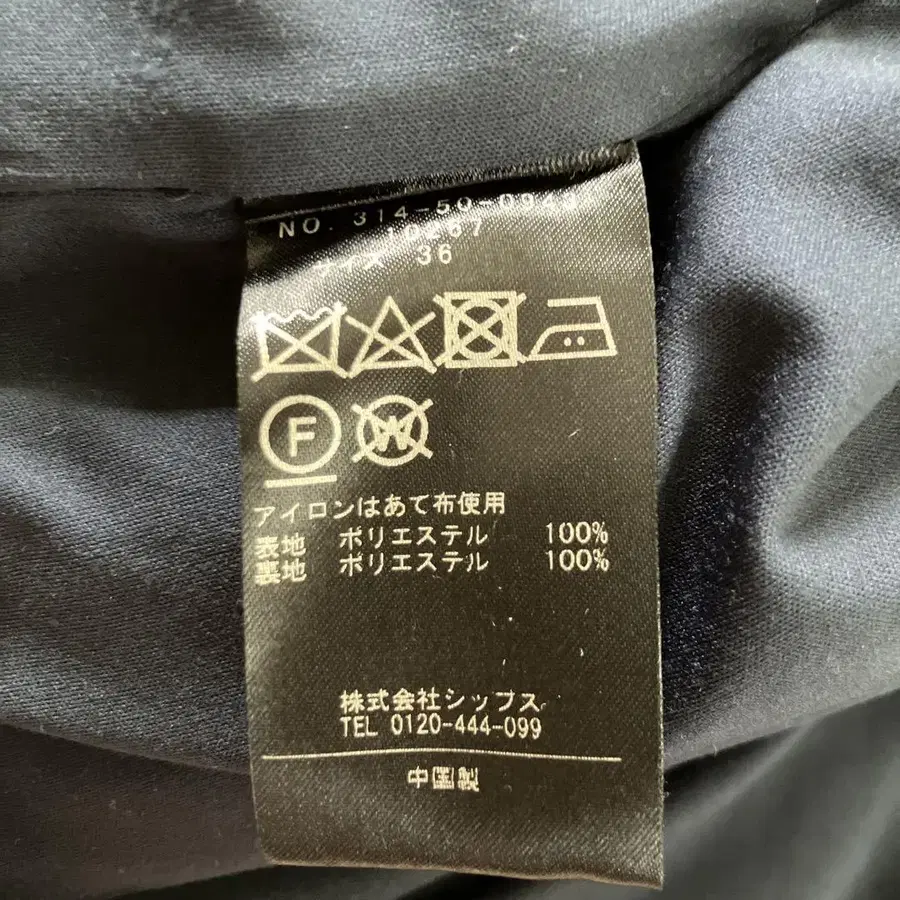 NO. 314-50-0943
10267
サイズ 36
F
W
アイロンはあて布使用
表地 ポリエステル 100%
裏地 ポリエステル 100%
株式会社シップス
TEL 0120-444-099
中国製